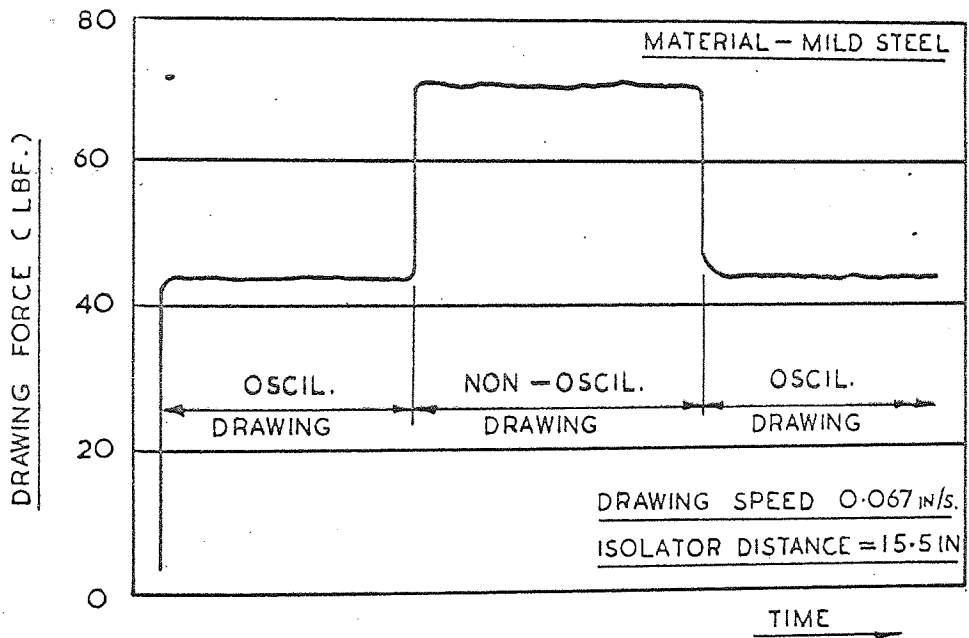 80
MATERIAL - MILD STEEL
60
DRAWING FORCE (LBF.)
40
OSCIL.
DRAWING
NON-OSCIL.
DRAWING
OSCIL.
DRAWING
20
DRAWING SPEED 0·067 IN/S.
ISOLATOR DISTANCE = 15·5 IN
0
TIME